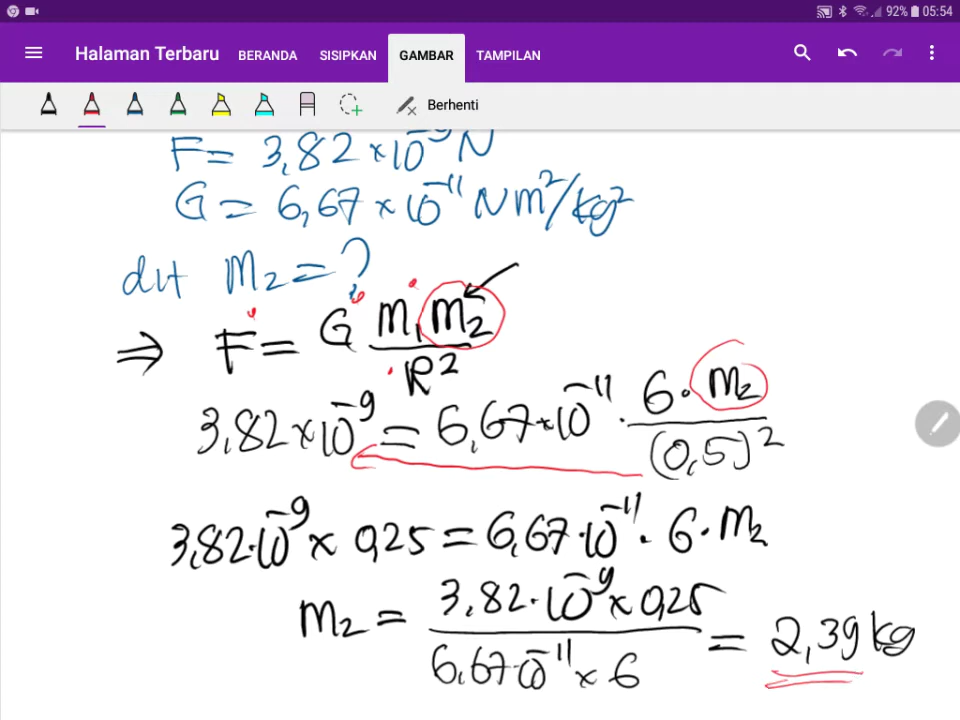 92% 05:54
Halaman Terbaru BERANDA SISIPKAN GAMBAR TAMPILAN
Berhenti
F = 3,82 × 10⁻⁹ N
G = 6,67 × 10⁻¹¹ Nm²/kg²
dit m₂ = ?
⇒ F = G m₁ m₂ / R²
3,82 × 10⁻⁹ = 6,67 × 10⁻¹¹ · 6 · m₂ / (0,5)²
3,82 · 10⁻⁹ × 0,25 = 6,67 · 10⁻¹¹ · 6 · m₂
m₂ = 3,82 · 10⁻⁹ × 0,25 / 6,67 · 10⁻¹¹ × 6 = 2,39 kg